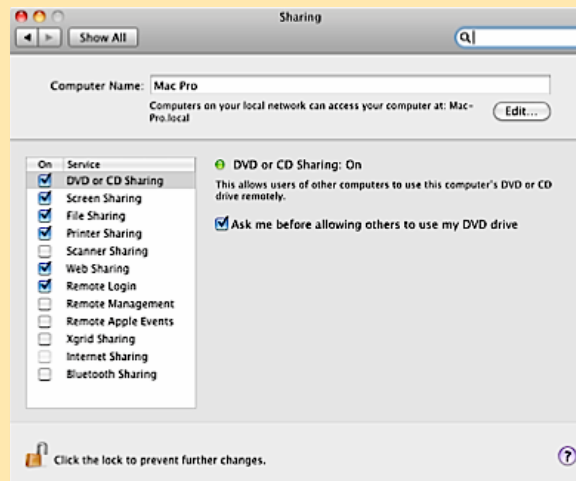 Sharing
Show All
Computer Name: Mac Pro
Computers on your local network can access your computer at: Mac-
Pro.local
Edit...
On Service
DVD or CD Sharing
Screen Sharing
File Sharing
Printer Sharing
Scanner Sharing
Web Sharing
Remote Login
Remote Management
Remote Apple Events
Xgrid Sharing
Internet Sharing
Bluetooth Sharing
DVD or CD Sharing: On
This allows users of other computers to use this computer's DVD or CD
drive remotely.
Ask me before allowing others to use my DVD drive
Click the lock to prevent further changes.
?